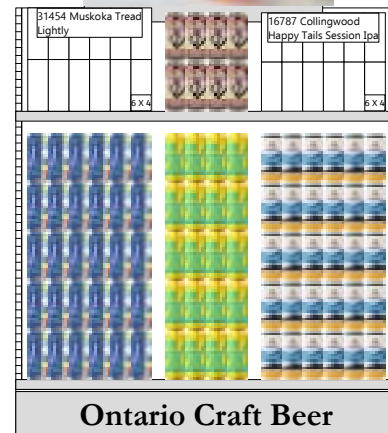 31454 Muskoka Tread
Lightly
16787 Collingwood
Happy Tails Session Ipa
6 X 4
6 X 4
Ontario Craft Beer